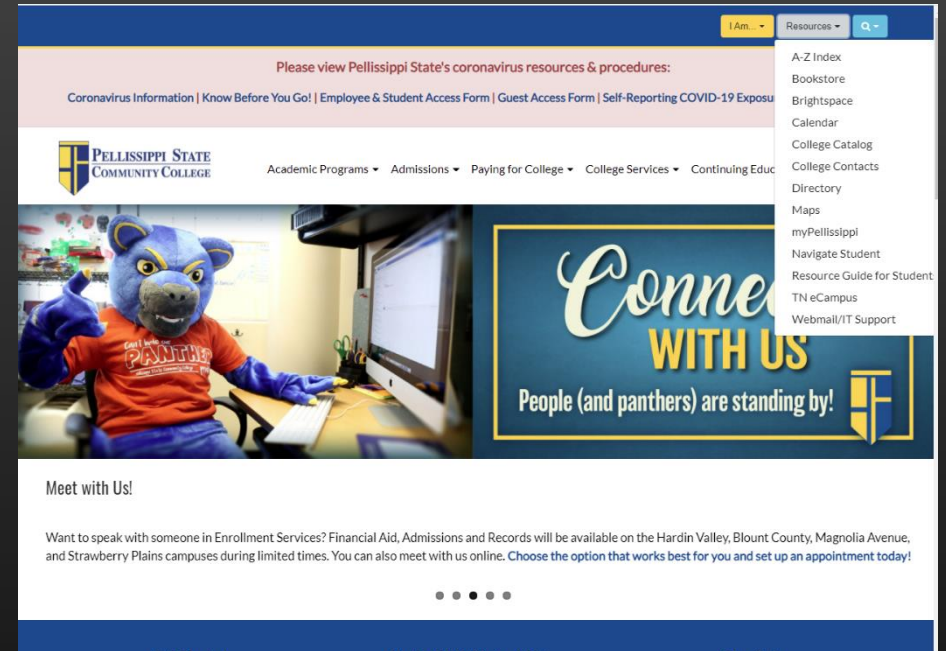 I Am...
Resources
A-Z Index
Bookstore
Brightspace
Calendar
College Catalog
College Contacts
Directory
Maps
myPellissippi
Navigate Student
Resource Guide for Student
TN eCampus
Webmail/IT Support
Please view Pellissippi State's coronavirus resources & procedures:
Coronavirus Information | Know Before You Go! | Employee & Student Access Form | Guest Access Form | Self-Reporting COVID-19 Exposu
PELLISSIPPI STATE
COMMUNITY COLLEGE
Academic Programs Admissions Paying for College College Services Continuing Educ
PANTHER
Conne
WITH US
People (and panthers) are standing by!
Meet with Us!
Want to speak with someone in Enrollment Services? Financial Aid, Admissions and Records will be available on the Hardin Valley, Blount County, Magnolia Avenue,
and Strawberry Plains campuses during limited times. You can also meet with us online. Choose the option that works best for you and set up an appointment today!